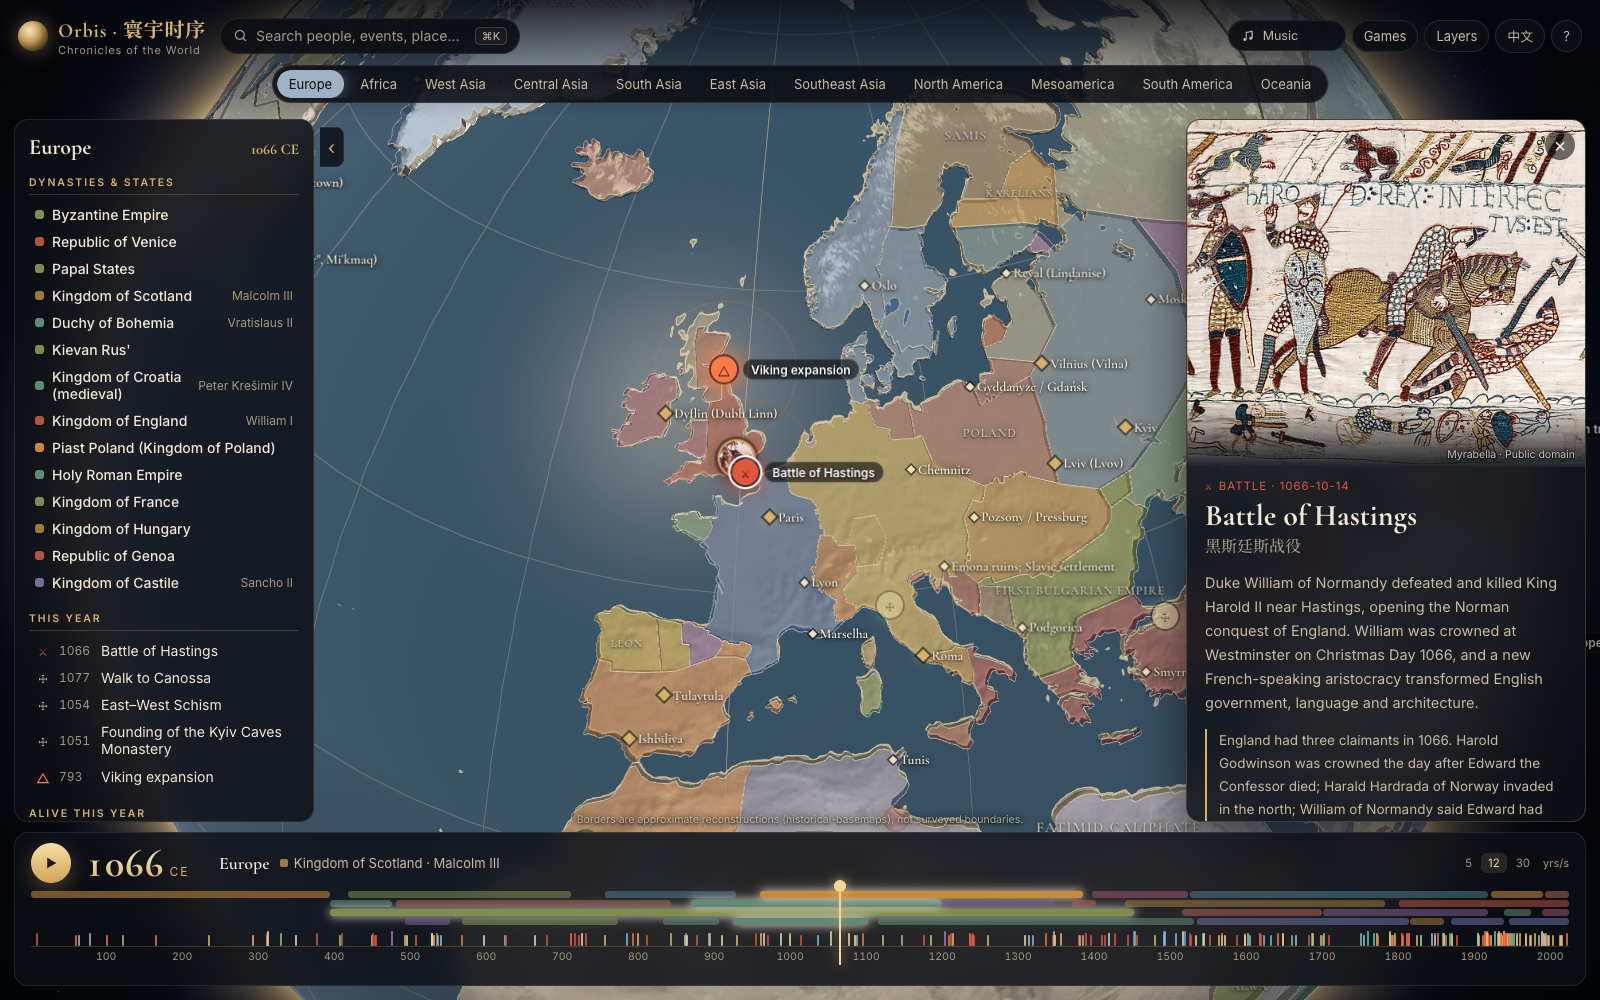 Orbis · 寰宇时序
Chronicles of the World
Search people, events, place...
⌘K
Music
Games
Layers
中文
?
Europe
Africa
West Asia
Central Asia
South Asia
East Asia
Southeast Asia
North America
Mesoamerica
South America
Oceania
Europe
1066 CE
DYNASTIES & STATES
Byzantine Empire
Republic of Venice
Papal States
Kingdom of Scotland Malcolm III
Duchy of Bohemia Vratislaus II
Kievan Rus'
Kingdom of Croatia (medieval) Peter Krešimir IV
Kingdom of England William I
Piast Poland (Kingdom of Poland)
Holy Roman Empire
Kingdom of France
Kingdom of Hungary
Republic of Genoa
Kingdom of Castile Sancho II
THIS YEAR
1066 Battle of Hastings
1077 Walk to Canossa
1054 East–West Schism
1051 Founding of the Kyiv Caves Monastery
793 Viking expansion
ALIVE THIS YEAR
own)
", Mi'kmaq)
SAMIS
KARELIANS
Reval (Lindanise)
Oslo
Mosk
Viking expansion
Vilnius (Vilna)
Gyddanyzc / Gdańsk
Dyflin (Dubh Linn)
POLAND
Kyiv
Lviv (Lvov)
Chemnitz
Battle of Hastings
Paris
Pozsony / Pressburg
Emona ruins; Slavic settlement
Lyon
FIRST BULGARIAN EMPIRE
Podgorica
Marselha
LEON
Roma
Smyrr
Tulaytula
Ishbiliya
Tunis
FATIMID CALIPHATE
Borders are approximate reconstructions (historical-basemaps), not surveyed boundaries.
HAROLD:REX:INTERFEC
TVS:EST
Myrabella · Public domain
BATTLE · 1066-10-14
Battle of Hastings
黑斯廷斯战役
Duke William of Normandy defeated and killed King
Harold II near Hastings, opening the Norman
conquest of England. William was crowned at
Westminster on Christmas Day 1066, and a new
French-speaking aristocracy transformed English
government, language and architecture.
England had three claimants in 1066. Harold
Godwinson was crowned the day after Edward the
Confessor died; Harald Hardrada of Norway invaded
in the north; William of Normandy said Edward had
1066 CE
Europe
Kingdom of Scotland · Malcolm III
5 12 30 yrs/s
100 200 300 400 500 600 700 800 900 1000 1100 1200 1300 1400 1500 1600 1700 1800 1900 2000